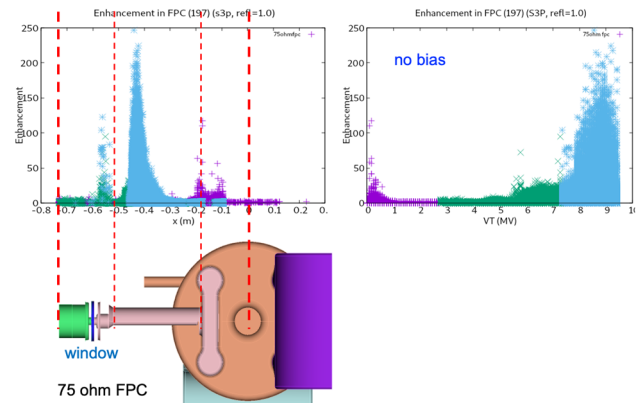 Enhancement in FPC (197) (s3p, refl=1.0)
250
200
150
100
50
0
Enhancement
75ohmfpc
-0.8 -0.7 -0.6 -0.5 -0.4 -0.3 -0.2 -0.1 0 0.1 0.2 0.
x (m)
Enhancement in FPC (197) (S3P, refl=1.0)
250
200
150
100
50
0
Enhancement
75ohmfpc
no bias
0 1 2 3 4 5 6 7 8 9 10
VT (MV)
window
75 ohm FPC